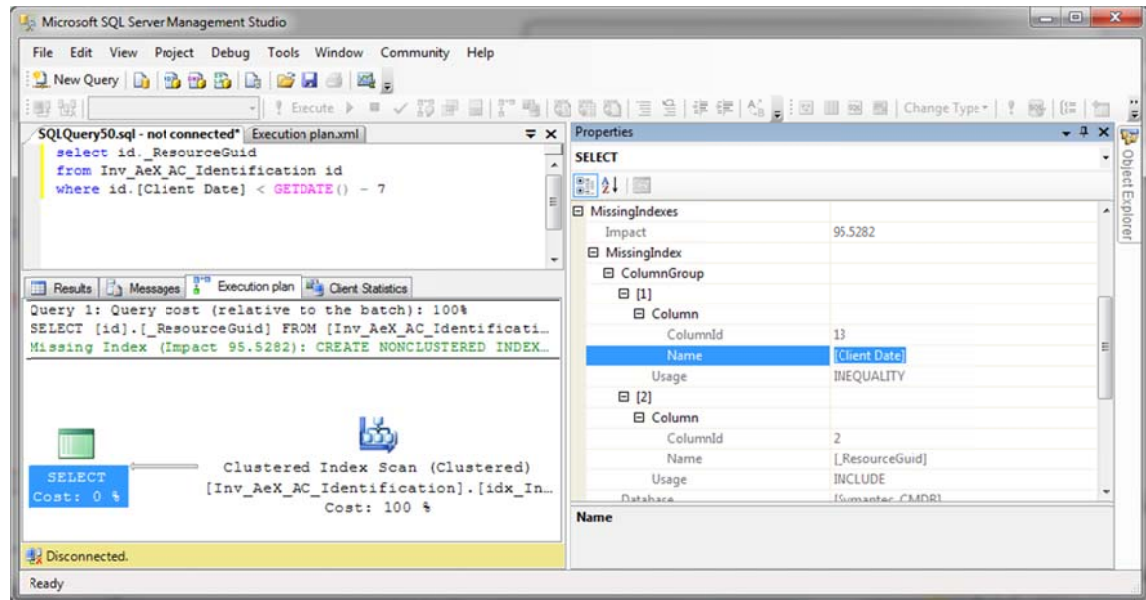 Microsoft SQL Server Management Studio
File Edit View Project Debug Tools Window Community Help
New Query
Execute
Change Type
SQLQuery50.sql - not connected* Execution plan.xml
select id._ResourceGuid
from Inv_AeX_AC_Identification id
where id.[Client Date] < GETDATE() - 7
Results Messages Execution plan Client Statistics
Query 1: Query cost (relative to the batch): 100%
SELECT [id].[_ResourceGuid] FROM [Inv_AeX_AC_Identificati...
Missing Index (Impact 95.5282): CREATE NONCLUSTERED INDEX...
SELECT
Cost: 0 %
Clustered Index Scan (Clustered)
[Inv_AeX_AC_Identification].[idx_In...
Cost: 100 %
Disconnected.
Ready
Properties
SELECT
MissingIndexes
Impact 95.5282
MissingIndex
ColumnGroup
[1]
Column
ColumnId 13
Name [Client Date]
Usage INEQUALITY
[2]
Column
ColumnId 2
Name [_ResourceGuid]
Usage INCLUDE
Database [Symantec_CMDB]
Name
Object Explorer